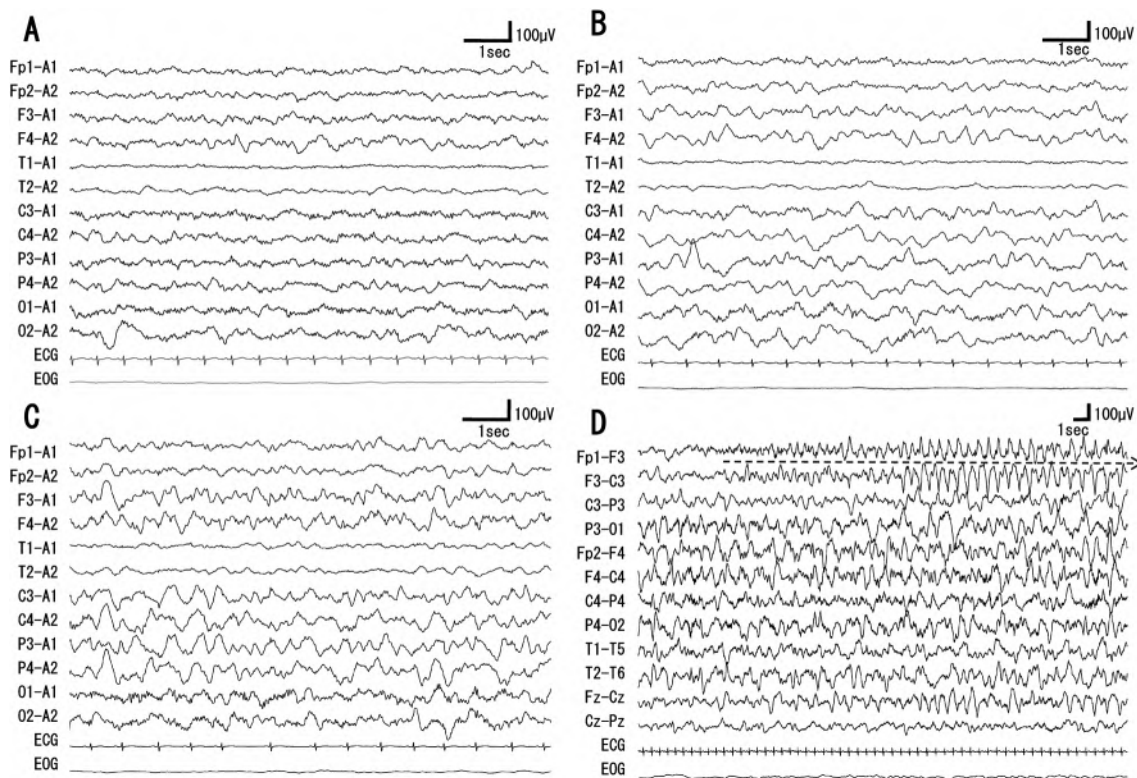 A
100μV
1sec
Fp1-A1
Fp2-A2
F3-A1
F4-A2
T1-A1
T2-A2
C3-A1
C4-A2
P3-A1
P4-A2
O1-A1
O2-A2
ECG
EOG
B
100μV
1sec
Fp1-A1
Fp2-A2
F3-A1
F4-A2
T1-A1
T2-A2
C3-A1
C4-A2
P3-A1
P4-A2
O1-A1
O2-A2
ECG
EOG
C
100μV
1sec
Fp1-A1
Fp2-A2
F3-A1
F4-A2
T1-A1
T2-A2
C3-A1
C4-A2
P3-A1
P4-A2
O1-A1
O2-A2
ECG
EOG
D
100μV
1sec
Fp1-F3
F3-C3
C3-P3
P3-O1
Fp2-F4
F4-C4
C4-P4
P4-O2
T1-T5
T2-T6
Fz-Cz
Cz-Pz
ECG
EOG